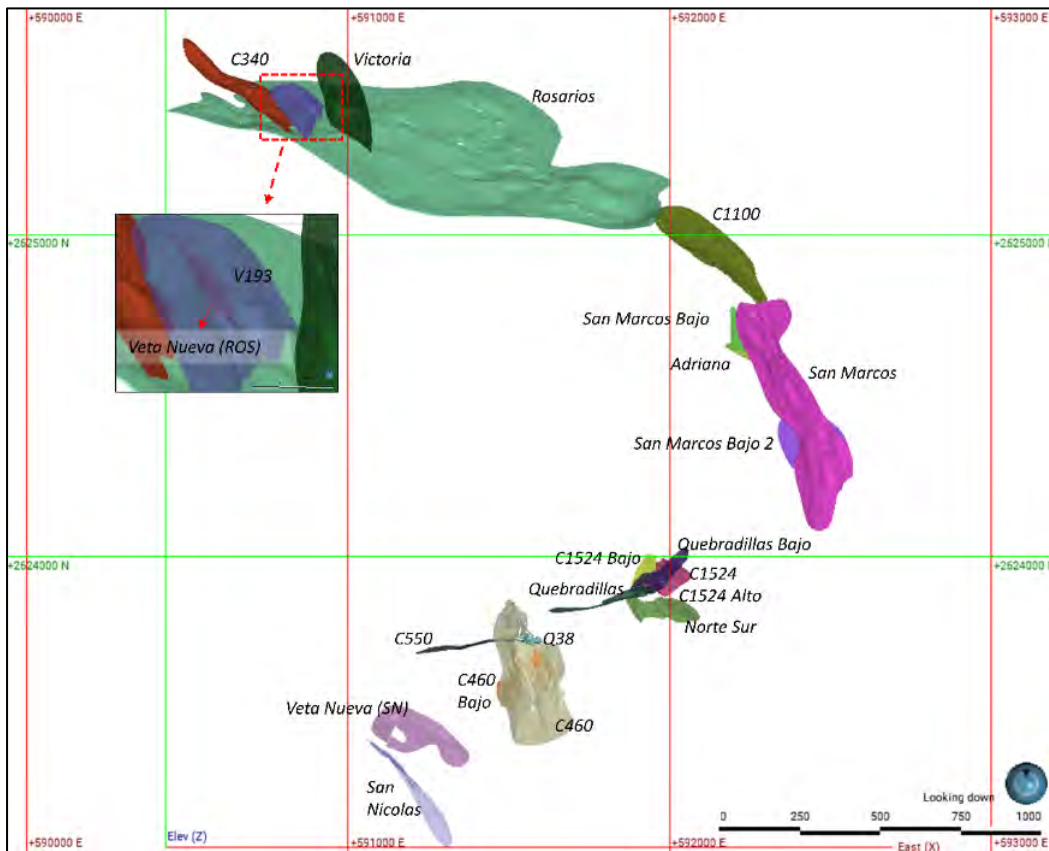 +590000 E
+591000 E
+592000 E
+593000 E
C340
Victoria
Rosarios
C1100
+2625000 N
+2625000 N
V193
Veta Nueva (ROS)
San Marcos Bajo
Adriana
San Marcos
San Marcos Bajo 2
Quebradillas Bajo
+2624000 N
+2624000 N
C1524 Bajo
C1524
Quebradillas
C1524 Alto
Norte Sur
C550
Q38
C460
Bajo
Veta Nueva (SN)
C460
San
Nicolas
Looking down
0 250 500 750 1000
Elev (Z)
East (X)
+590000 E
+591000 E
+592000 E
+593000 E